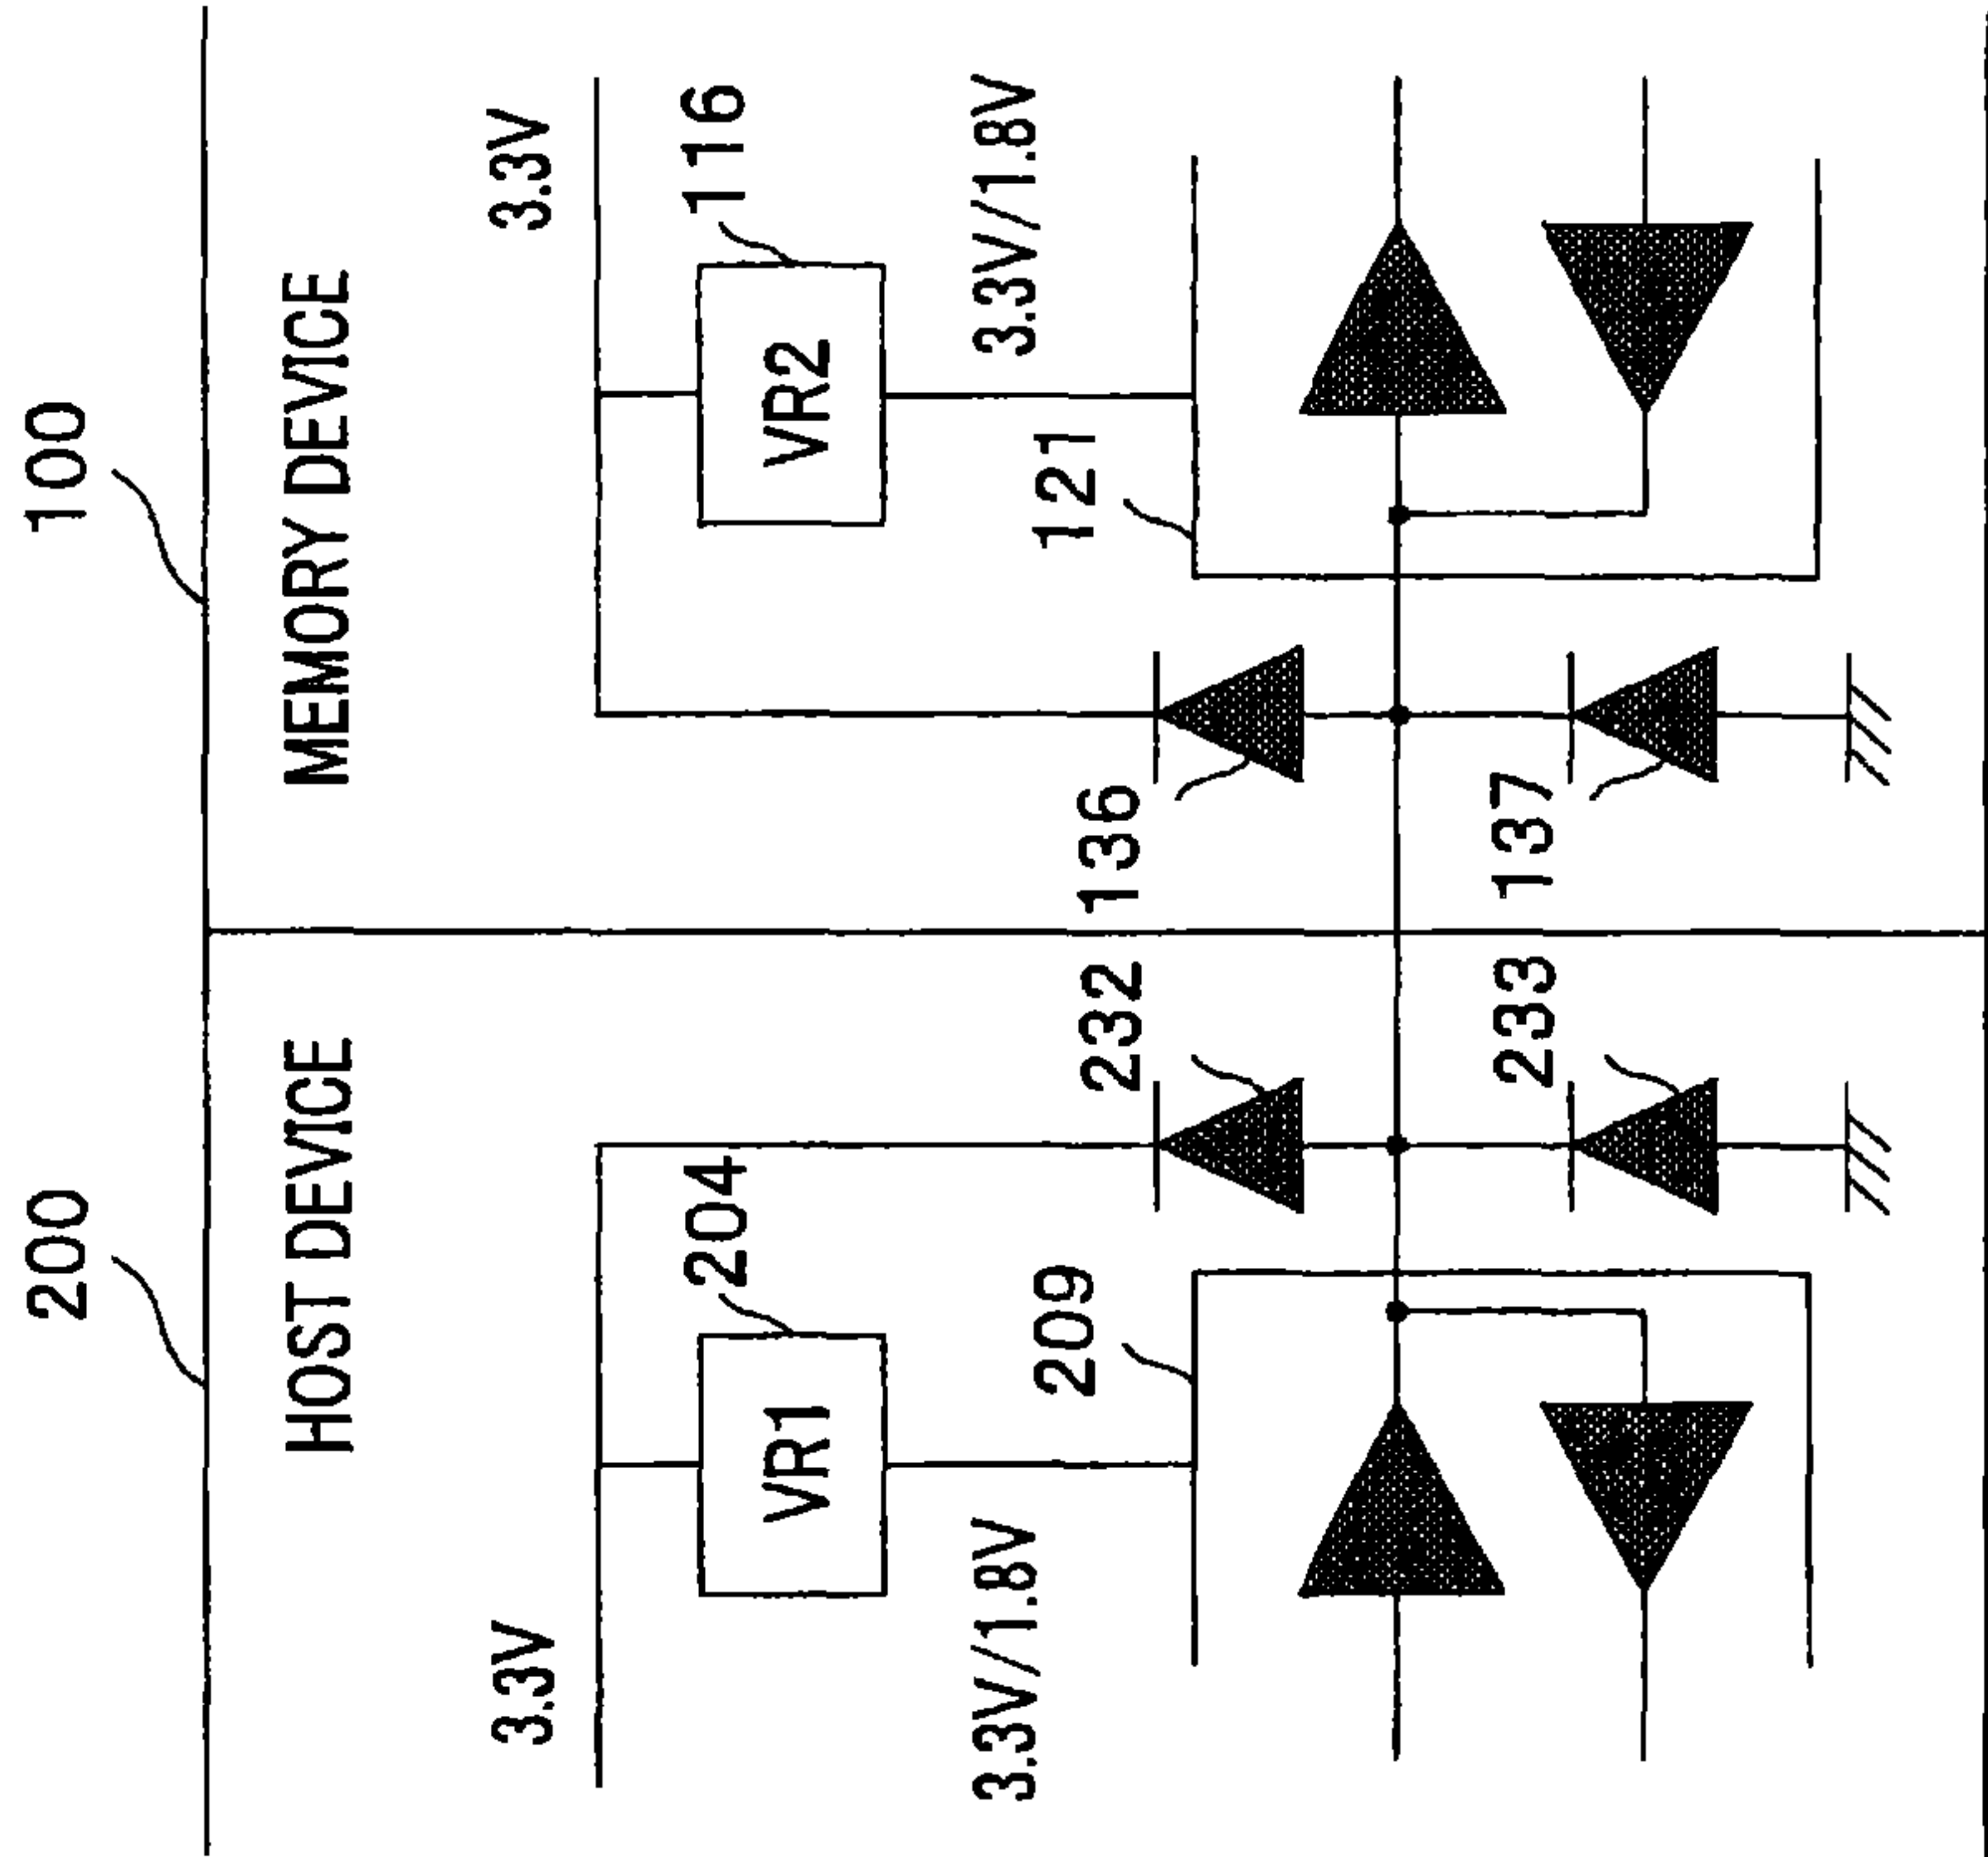 200
100
HOST DEVICE
MEMORY DEVICE
3.3V
3.3V
204
116
VR1
VR2
3.3V/1.8V
3.3V//1.8V
209
121
232
136
233
137